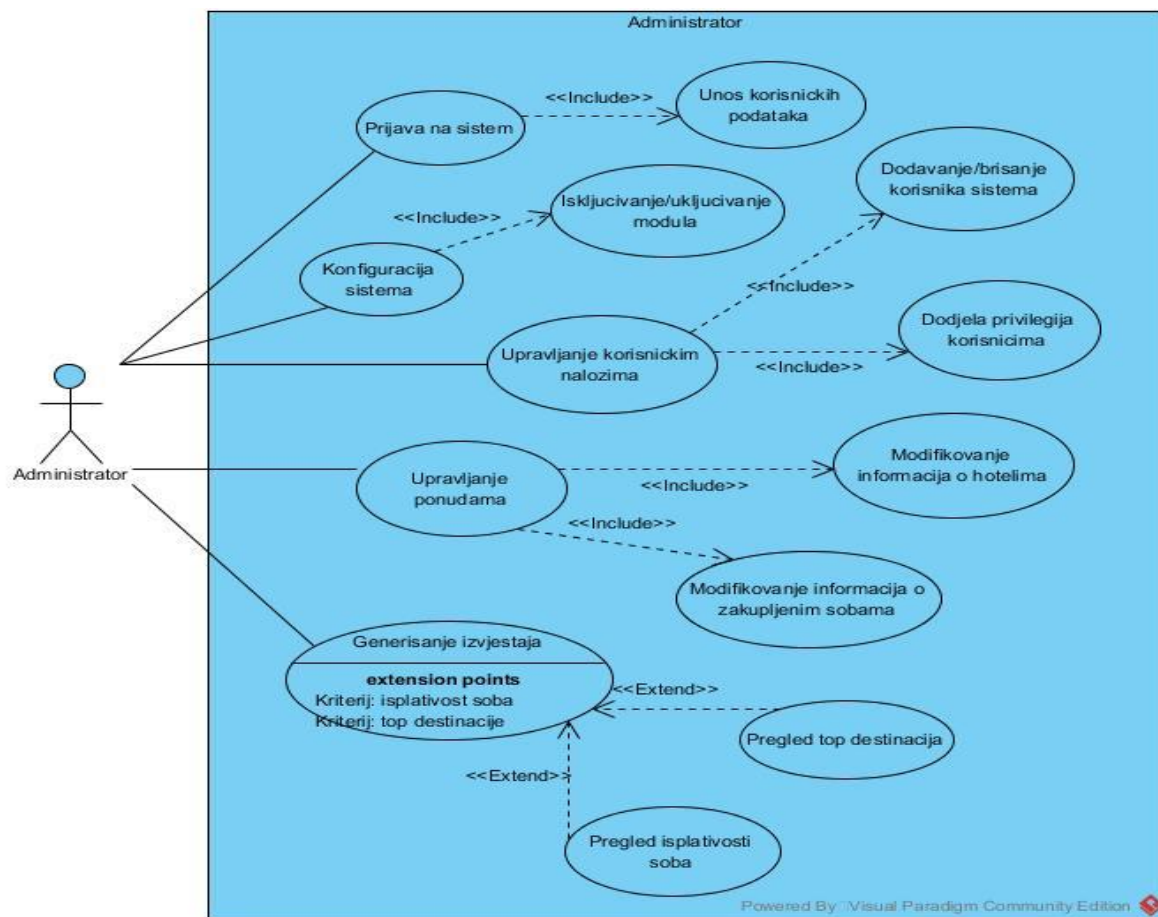 Administrator
<<Include>>
Unos korisnickih
podataka
Prijava na sistem
Dodavanje/brisanje
korisnika sistema
Iskljucivanje/ukljucivanje
modula
<<Include>>
Konfiguracija
sistema
<<Include>>
Dodjela privilegija
korisnicima
Upravljanje korisnickim
nalozima
<<Include>>
Administrator
Modifikovanje
informacija o hotelima
Upravljanje
ponudama
<<Include>>
<<Include>>
Modifikovanje informacija o
zakupljenim sobama
Generisanje izvjestaja
extension points
Kriterij: isplativost soba
Kriterij: top destinacije
<<Extend>>
Pregled top destinacija
<<Extend>>
Pregled isplativosti
soba
Powered By Visual Paradigm Community Edition